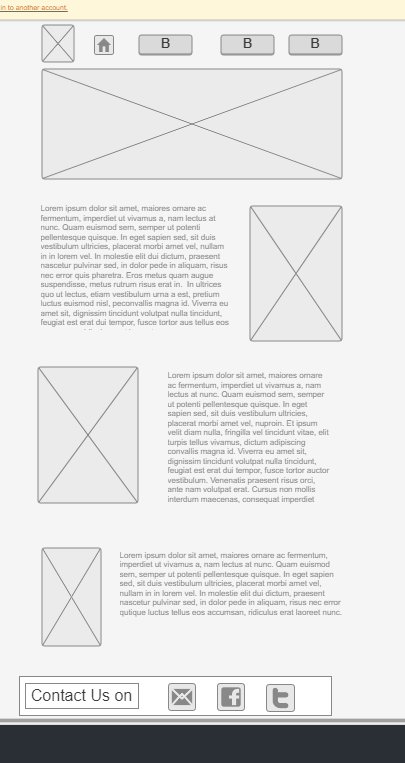 in to another account.
B
B
B
Lorem ipsum dolor sit amet, maiores ornare ac
fermentum, imperdiet ut vivamus a, nam lectus at
nunc. Quam euismod sem, semper ut potenti
pellentesque quisque. In eget sapien sed, sit duis
vestibulum ultricies, placerat morbi amet vel, nullam
in in lorem vel. In molestie elit dui dictum, praesent
nascetur pulvinar sed, in dolor pede in aliquam, risus
nec error quis pharetra. Eros metus quam augue
suspendisse, metus rutrum risus erat in.  In ultrices
quo ut lectus, etiam vestibulum urna a est, pretium
luctus euismod nisl, peconvallis magna id. Viverra eu
amet sit, dignissim tincidunt volutpat nulla tincidunt,
feugiat est erat dui tempor, fusce tortor aus tellus eos
Lorem ipsum dolor sit amet, maiores ornare
ac fermentum, imperdiet ut vivamus a, nam
lectus at nunc. Quam euismod sem, semper
ut potenti pellentesque quisque. In eget
sapien sed, sit duis vestibulum ultricies,
placerat morbi amet vel, nuproin. Et ipsum
velit diam nulla, fringilla vel tincidunt vitae, elit
turpis tellus vivamus, dictum adipiscing
convallis magna id. Viverra eu amet sit,
dignissim tincidunt volutpat nulla tincidunt,
feugiat est erat dui tempor, fusce tortor auctor
vestibulum. Venenatis praesent risus orci,
ante nam volutpat erat. Cursus non mollis
interdum maecenas, consequat imperdiet
Lorem ipsum dolor sit amet, maiores ornare ac fermentum,
imperdiet ut vivamus a, nam lectus at nunc. Quam euismod
sem, semper ut potenti pellentesque quisque. In eget sapien
sed, sit duis vestibulum ultricies, placerat morbi amet vel,
nullam in in lorem vel. In molestie elit dui dictum, praesent
nascetur pulvinar sed, in dolor pede in aliquam, risus nec error
qutique luctus tellus eos accumsan, ridiculus erat laoreet nunc.
Contact Us on